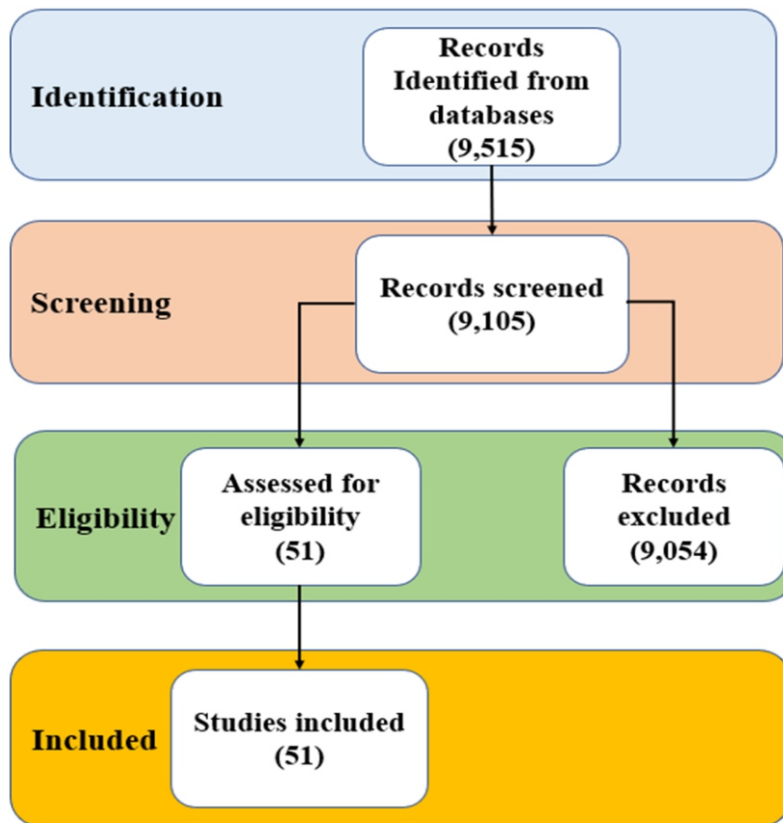 Identification
Records
Identified from
databases
(9,515)
Screening
Records screened
(9,105)
Eligibility
Assessed for
eligibility
(51)
Records
excluded
(9,054)
Included
Studies included
(51)